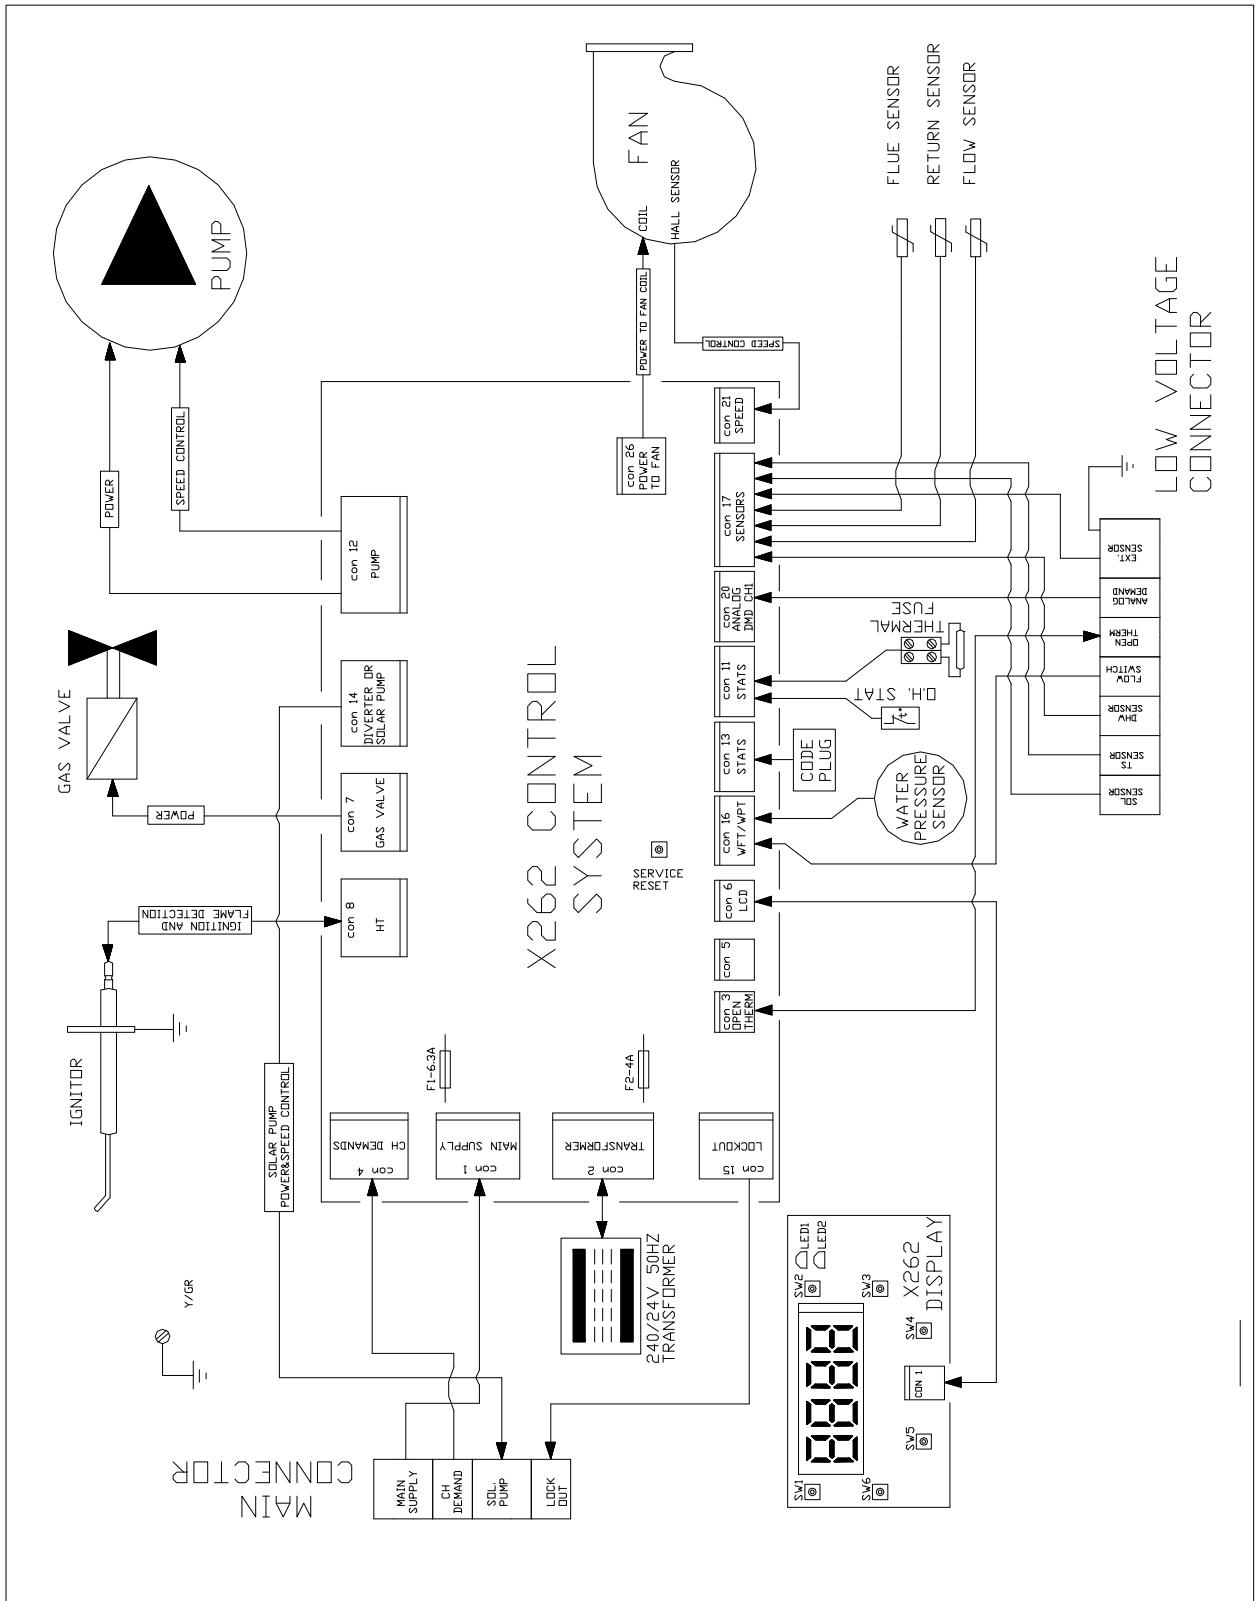 PUMP
POWER
SPEED CONTROL
GAS VALVE
POWER
IGNITOR
IGNITION AND
FLAME DETECTION
SOLAR PUMP
POWER&SPEED CONTROL
Y/GR
MAIN
CONNECTOR
MAIN
SUPPLY
CH
DEMAND
SOL.
PUMP
LOCK
OUT
con 12
PUMP
con 14
DIVERTER OR
SOLAR PUMP
con 7
GAS VALVE
con 8
HT
F1-6.3A
F2-4A
con 4
CH DEMANDS
con 1
MAIN SUPPLY
con 2
TRANSFORMER
con 15
LOCKOUT
240/24V 50HZ
TRANSFORMER
X262 CONTROL
SYSTEM
SERVICE
RESET
FAN
COIL
HALL SENSOR
POWER TO FAN COIL
SPEED CONTROL
con 26
POWER
TO FAN
con 21
SPEED
con 17
SENSORS
con 20
ANALOG
DMD CH1
con 11
STATS
con 13
STATS
con 16
WFT/WPT
con 6
LCD
con 5
con 3
OPEN
THERM
FLUE SENSOR
RETURN SENSOR
FLOW SENSOR
THERMAL
FUSE
O.H. STAT
t°
CODE
PLUG
WATER
PRESSURE
SENSOR
LOW VOLTAGE
CONNECTOR
EXT.
SENSOR
ANALOG
DEMAND
OPEN
THERM
FLOW
SWITCH
DHW
SENSOR
TS
SENSOR
SOL
SENSOR
X262
DISPLAY
LED1
LED2
SW2
SW3
SW4
CON 1
SW5
SW1
SW6
8888